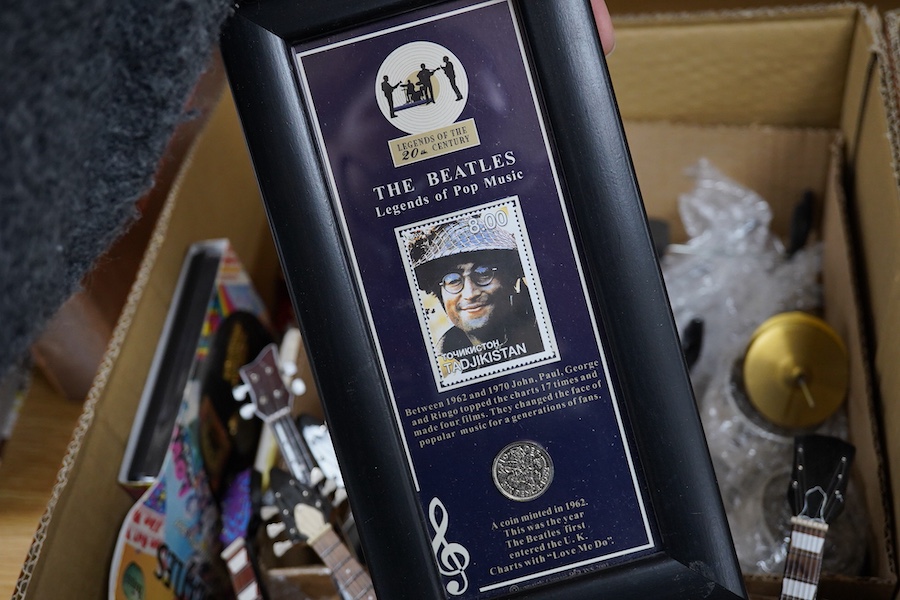 LEGENDS OF THE
20th CENTURY
THE BEATLES
Legends of Pop Music
8.00
ТОЧИКИСТОН
TADJIKISTAN
Between 1962 and 1970 John, Paul, George
and Ringo topped the charts 17 times and
made four films. They changed the face of
popular music for a generations of fans.
A coin minted in 1962.
This was the year
The Beatles first
entered the U. K.
Charts with "Love Me Do".